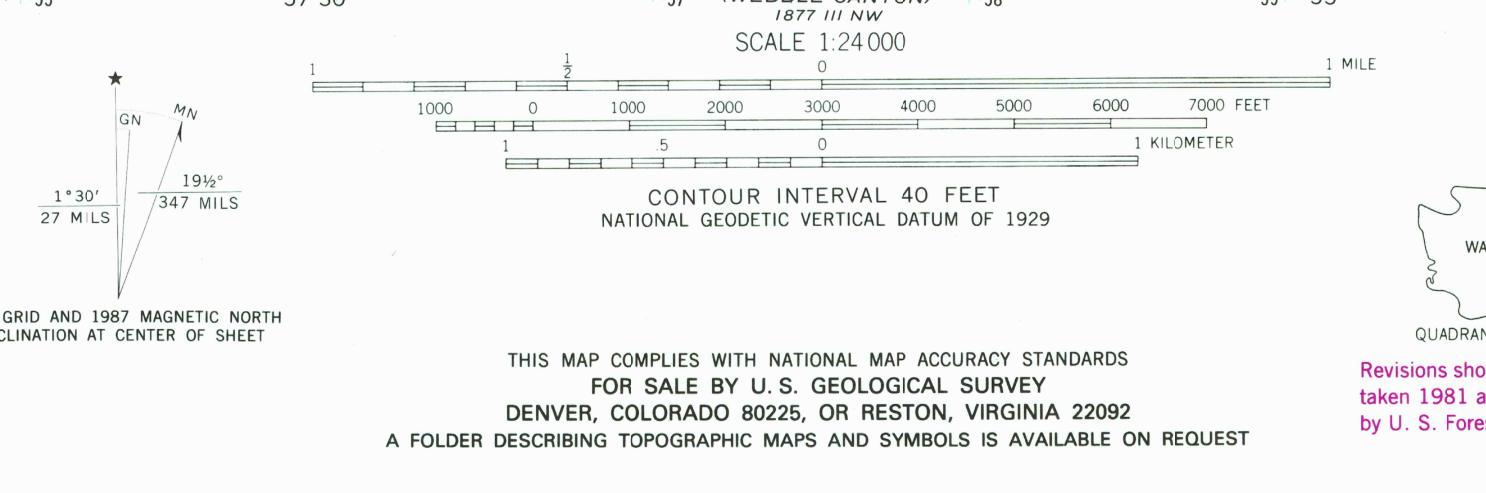 1877 III NW
SCALE 1:24 000
1 ½ 0 1 MILE
1000 0 1000 2000 3000 4000 5000 6000 7000 FEET
1 .5 0 1 KILOMETER
CONTOUR INTERVAL 40 FEET
NATIONAL GEODETIC VERTICAL DATUM OF 1929
★
GN
MN
1°30′
27 MILS
19½°
347 MILS
GRID AND 1987 MAGNETIC NORTH
CLINATION AT CENTER OF SHEET
THIS MAP COMPLIES WITH NATIONAL MAP ACCURACY STANDARDS
FOR SALE BY U. S. GEOLOGICAL SURVEY
DENVER, COLORADO 80225, OR RESTON, VIRGINIA 22092
A FOLDER DESCRIBING TOPOGRAPHIC MAPS AND SYMBOLS IS AVAILABLE ON REQUEST
WA
QUADRAN
Revisions sho
taken 1981 a
by U. S. Fores